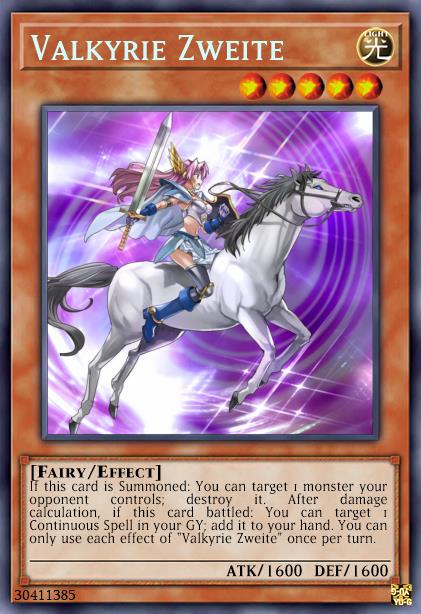 Valkyrie Zweite
LIGHT
光
[Fairy/Effect]
If this card is Summoned: You can target 1 monster your
opponent controls; destroy it. After damage
calculation, if this card battled: You can target 1
Continuous Spell in your GY; add it to your hand. You can
only use each effect of "Valkyrie Zweite" once per turn.
ATK/1600 DEF/1600
30411385